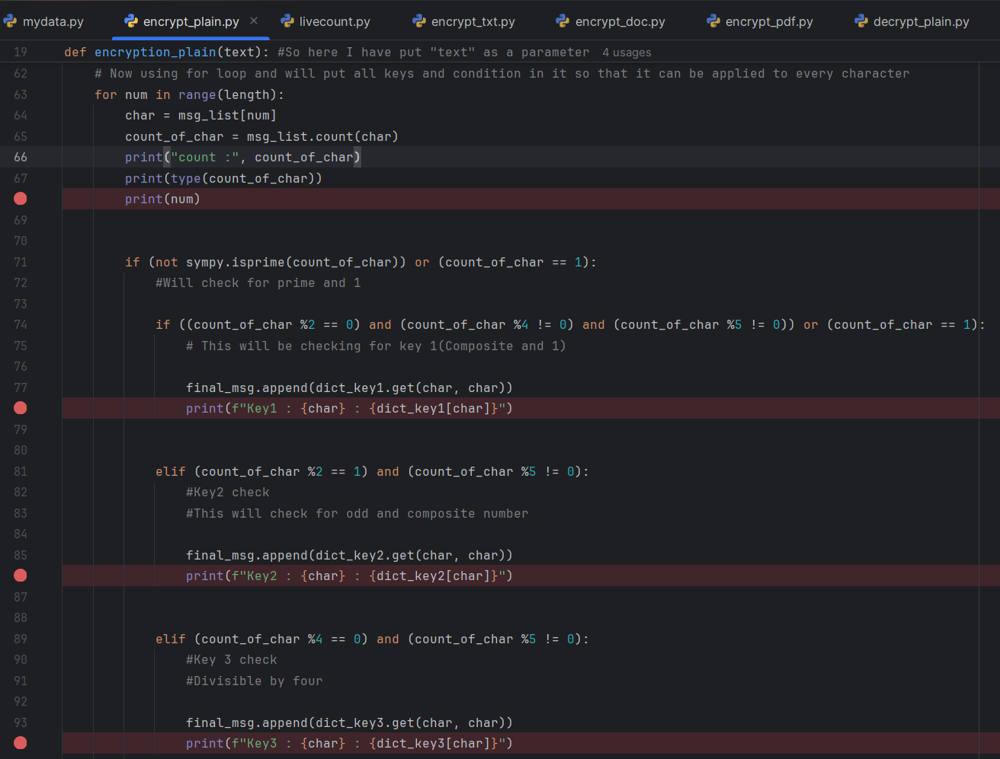 mydata.py encrypt_plain.py × livecount.py encrypt_txt.py encrypt_doc.py encrypt_pdf.py decrypt_plain.py
19 def encryption_plain(text): #So here I have put "text" as a parameter 4 usages
62 # Now using for loop and will put all keys and condition in it so that it can be applied to every character
63 for num in range(length):
64 char = msg_list[num]
65 count_of_char = msg_list.count(char)
66 print("count :", count_of_char)
67 print(type(count_of_char))
print(num)
69
70
71 if (not sympy.isprime(count_of_char)) or (count_of_char == 1):
72 #Will check for prime and 1
73
74 if ((count_of_char %2 == 0) and (count_of_char %4 != 0) and (count_of_char %5 != 0)) or (count_of_char == 1):
75 # This will be checking for key 1(Composite and 1)
76
77 final_msg.append(dict_key1.get(char, char))
print(f"Key1 : {char} : {dict_key1[char]}")
79
80
81 elif (count_of_char %2 == 1) and (count_of_char %5 != 0):
82 #Key2 check
83 #This will check for odd and composite number
84
85 final_msg.append(dict_key2.get(char, char))
print(f"Key2 : {char} : {dict_key2[char]}")
87
88
89 elif (count_of_char %4 == 0) and (count_of_char %5 != 0):
90 #Key 3 check
91 #Divisible by four
92
93 final_msg.append(dict_key3.get(char, char))
print(f"Key3 : {char} : {dict_key3[char]}")